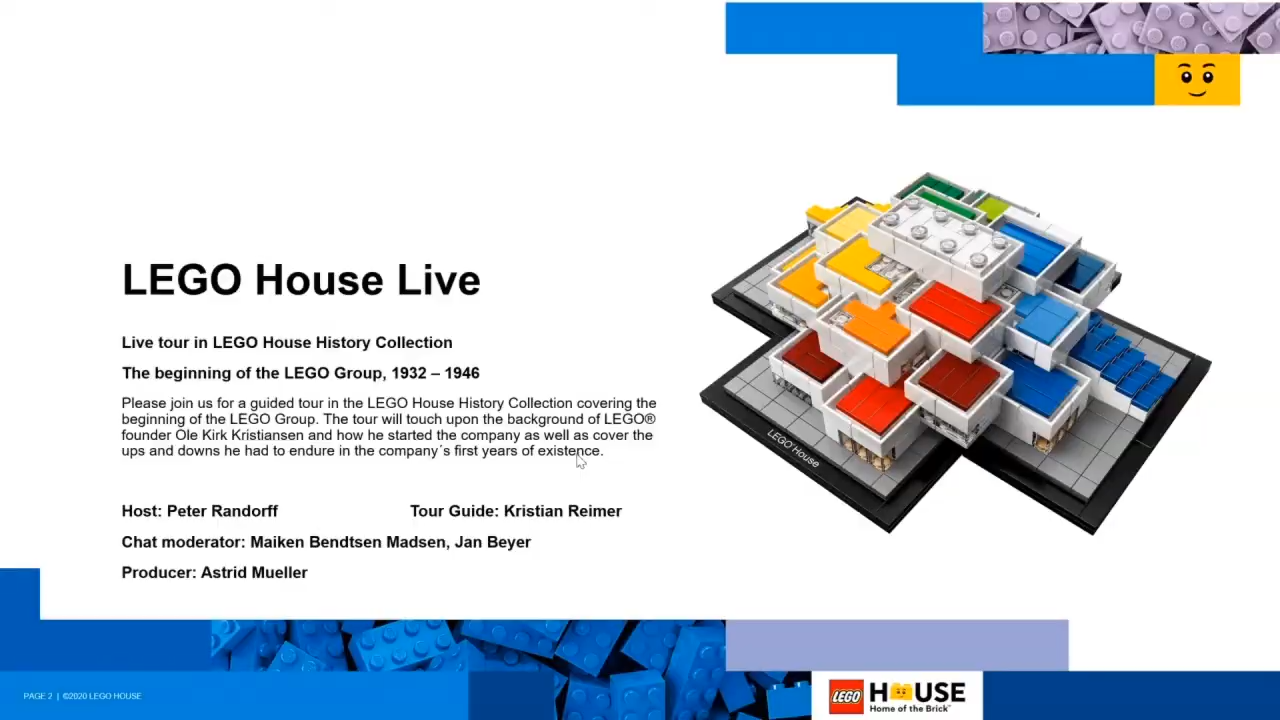 LEGO House Live
Live tour in LEGO House History Collection
The beginning of the LEGO Group, 1932 – 1946
Please join us for a guided tour in the LEGO House History Collection covering the
beginning of the LEGO Group. The tour will touch upon the background of LEGO®
founder Ole Kirk Kristiansen and how he started the company as well as cover the
ups and downs he had to endure in the company´s first years of existence.
Host: Peter Randorff
Tour Guide: Kristian Reimer
Chat moderator: Maiken Bendtsen Madsen, Jan Beyer
Producer: Astrid Mueller
LEGO House
PAGE 2 | ©2020 LEGO HOUSE
LEGO HOUSE
Home of the Brick™